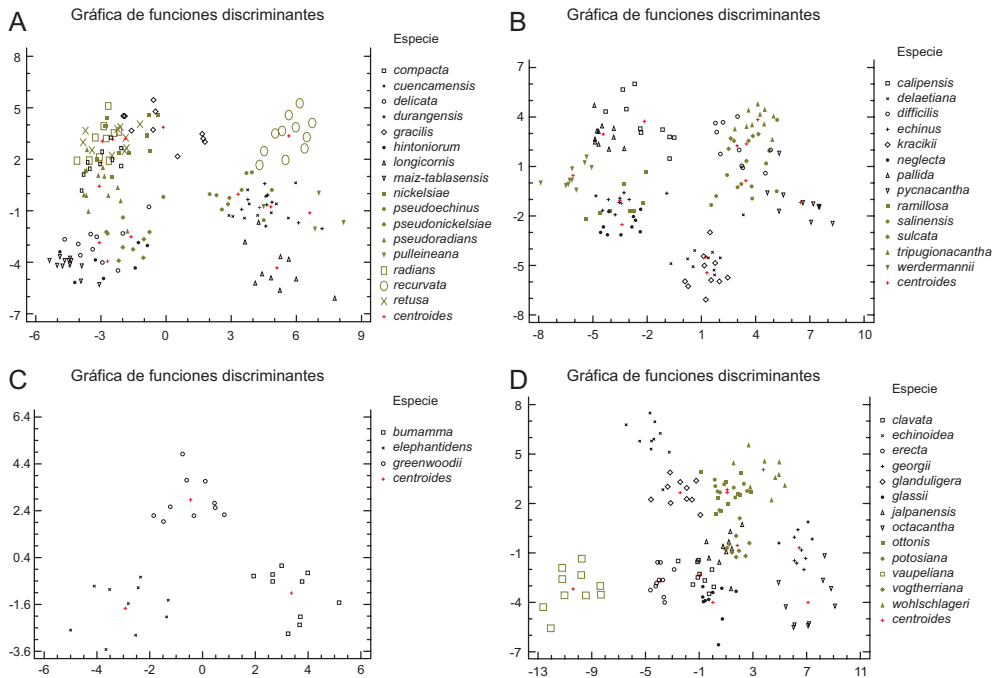 A
Gráfica de funciones discriminantes
Especie
compacta
cuencamensis
delicata
durangensis
gracilis
hintoniorum
longicornis
maiz-tablasensis
nickelsiae
pseudoechinus
pseudonickelsiae
pseudoradians
pulleineana
radians
recurvata
retusa
centroides
8
5
2
-1
-4
-7
-6 -3 0 3 6 9
B
Gráfica de funciones discriminantes
Especie
calipensis
delaetiana
difficilis
echinus
kracikii
neglecta
pallida
pycnacantha
ramillosa
salinensis
sulcata
tripugionacantha
werdermannii
centroides
7
4
1
-2
-5
-8
-8 -5 -2 1 4 7 10
C
Gráfica de funciones discriminantes
Especie
bumamma
elephantidens
greenwoodii
centroides
6.4
4.4
2.4
0.4
-1.6
-3.6
-6 -4 -2 0 2 4 6
D
Gráfica de funciones discriminantes
Especie
clavata
echinoidea
erecta
georgii
glanduligera
glassii
jalpanensis
octacantha
ottonis
potosiana
vaupeliana
vogtherriana
wohlschlageri
centroides
8
5
2
-1
-4
-7
-13 -9 -5 -1 3 7 11